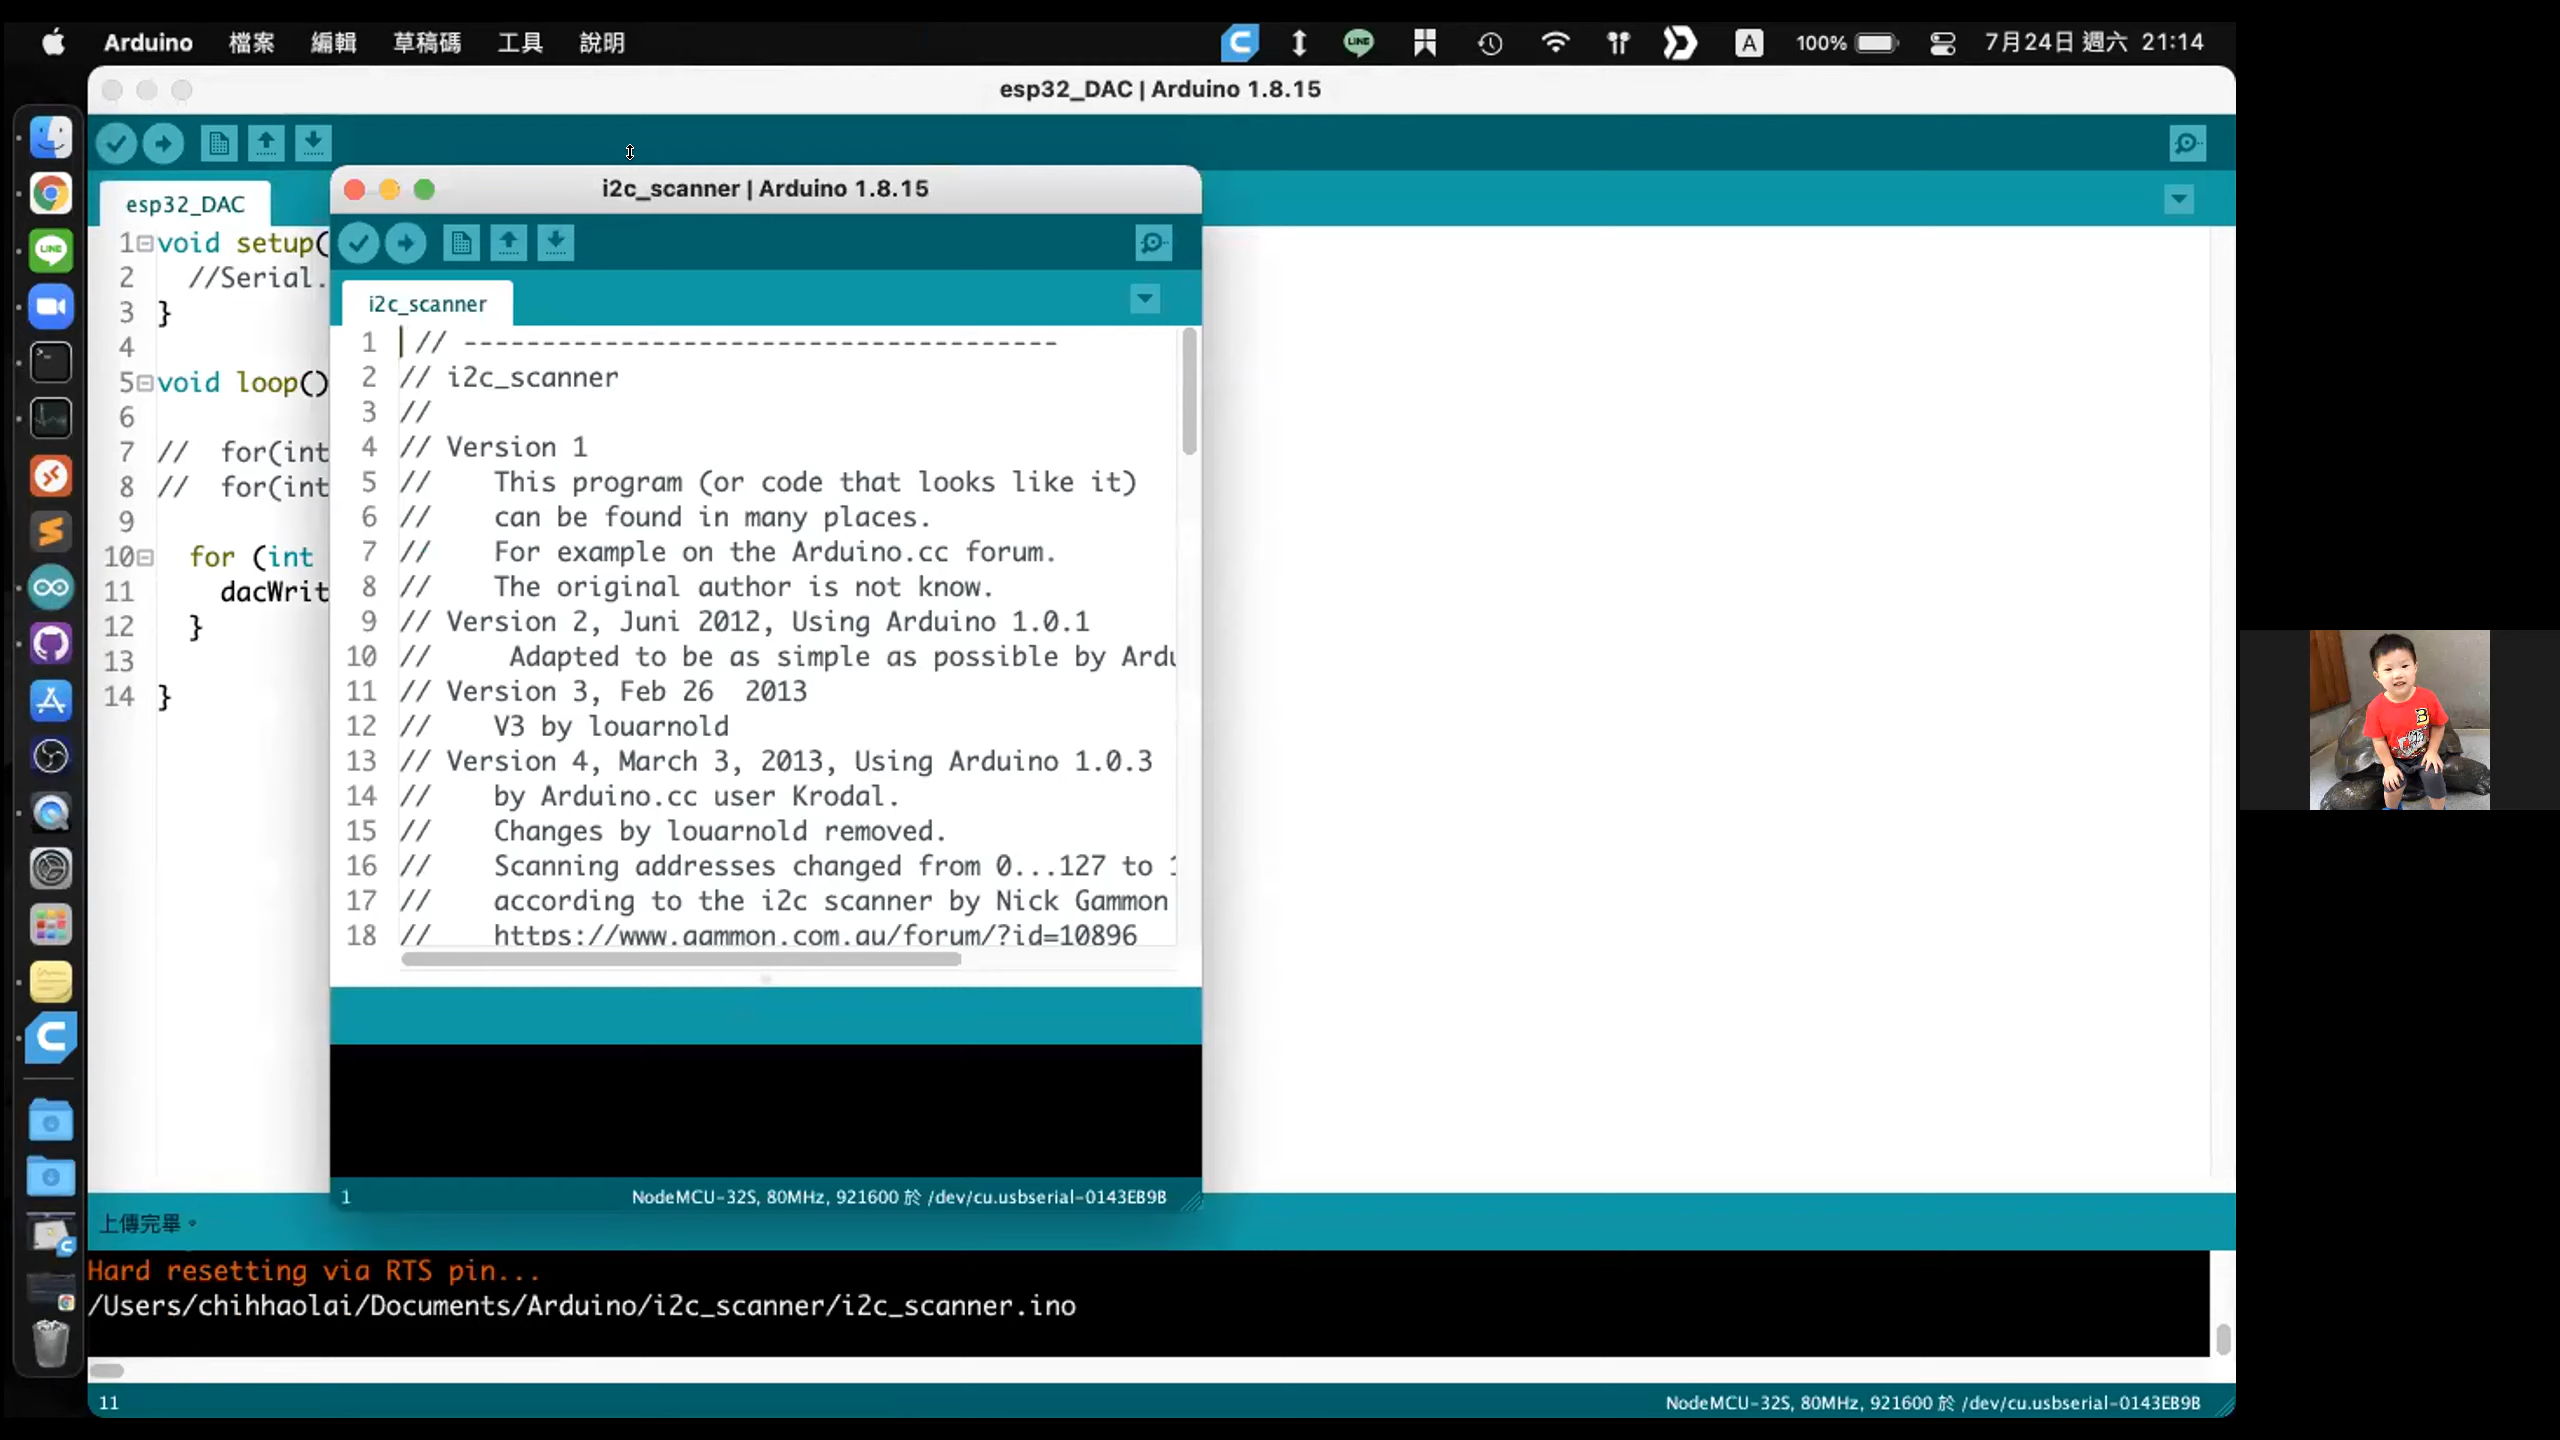 Arduino 檔案 編輯 草稿碼 工具 說明 LINE A 100% 7月24日 週六 21:14
esp32_DAC | Arduino 1.8.15
esp32_DAC
1 void setup(
2 //Serial.
3 }
4
5 void loop()
6
7 // for(int
8 // for(int
9
10 for (int
11 dacWrit
12 }
13
14 }
i2c_scanner | Arduino 1.8.15
i2c_scanner
1 // --------------------------------------
2 // i2c_scanner
3 //
4 // Version 1
5 // This program (or code that looks like it)
6 // can be found in many places.
7 // For example on the Arduino.cc forum.
8 // The original author is not know.
9 // Version 2, Juni 2012, Using Arduino 1.0.1
10 // Adapted to be as simple as possible by Ardu
11 // Version 3, Feb 26 2013
12 // V3 by louarnold
13 // Version 4, March 3, 2013, Using Arduino 1.0.3
14 // by Arduino.cc user Krodal.
15 // Changes by louarnold removed.
16 // Scanning addresses changed from 0...127 to 1
17 // according to the i2c scanner by Nick Gammon
18 // https://www.gammon.com.au/forum/?id=10896
1 NodeMCU-32S, 80MHz, 921600 於 /dev/cu.usbserial-0143EB9B
上傳完畢。
Hard resetting via RTS pin...
/Users/chihhaolai/Documents/Arduino/i2c_scanner/i2c_scanner.ino
11 NodeMCU-32S, 80MHz, 921600 於 /dev/cu.usbserial-0143EB9B